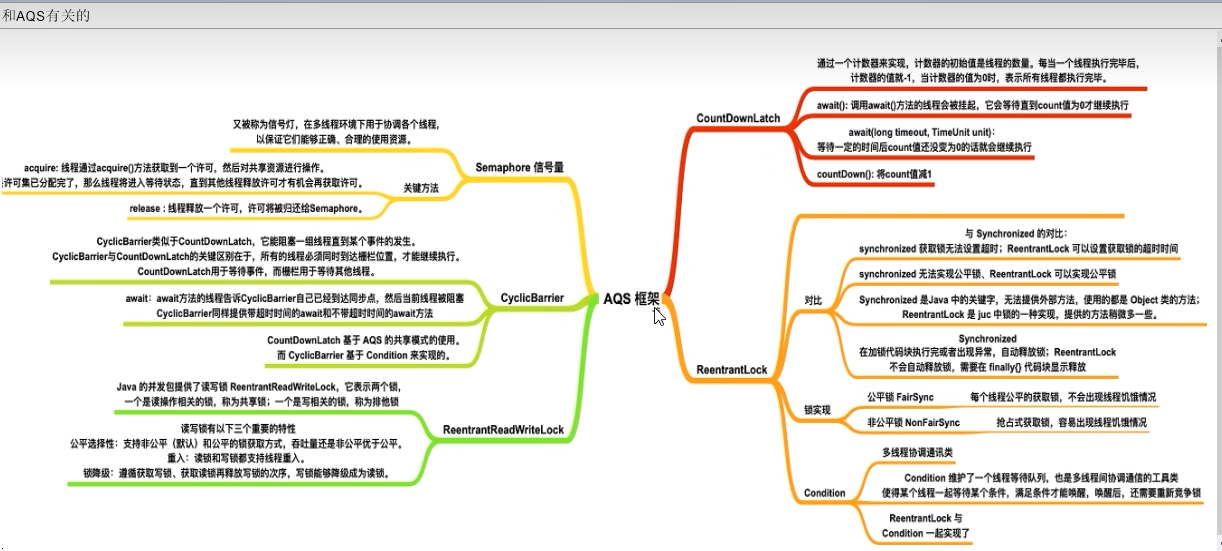 和AQS有关的
又被称为信号灯，在多线程环境下用于协调各个线程，
以保证它们能够正确、合理的使用资源。
Semaphore 信号量
acquire: 线程通过acquire()方法获取到一个许可，然后对共享资源进行操作。
许可集已分配完了，那么线程将进入等待状态，直到其他线程释放许可才有机会再获取许可。
关键方法
release : 线程释放一个许可，许可将被归还给Semaphore。
CyclicBarrier类似于CountDownLatch，它能阻塞一组线程直到某个事件的发生。
CyclicBarrier与CountDownLatch的关键区别在于，所有的线程必须同时到达栅栏位置，才能继续执行。
CountDownLatch用于等待事件，而栅栏用于等待其他线程。
CyclicBarrier
await：await方法的线程告诉CyclicBarrier自己已经到达同步点，然后当前线程被阻塞
CyclicBarrier同样提供带超时时间的await和不带超时时间的await方法
CountDownLatch 基于 AQS 的共享模式的使用。
而 CyclicBarrier 基于 Condition 来实现的。
Java 的并发包提供了读写锁 ReentrantReadWriteLock，它表示两个锁，
一个是读操作相关的锁，称为共享锁；一个是写相关的锁，称为排他锁
ReentrantReadWriteLock
读写锁有以下三个重要的特性
公平选择性：支持非公平（默认）和公平的锁获取方式，吞吐量还是非公平优于公平。
重入：读锁和写锁都支持线程重入。
锁降级：遵循获取写锁、获取读锁再释放写锁的次序，写锁能够降级成为读锁。
AQS 框架
通过一个计数器来实现，计数器的初始值是线程的数量。每当一个线程执行完毕后，
计数器的值就-1，当计数器的值为0时，表示所有线程都执行完毕。
CountDownLatch
await(): 调用await()方法的线程会被挂起，它会等待直到count值为0才继续执行
await(long timeout, TimeUnit unit)：
等待一定的时间后count值还没变为0的话就会继续执行
countDown(): 将count值减1
与 Synchronized 的对比：
synchronized 获取锁无法设置超时；ReentrantLock 可以设置获取锁的超时时间
synchronized 无法实现公平锁、ReentrantLock 可以实现公平锁
对比
Synchronized 是Java 中的关键字，无法提供外部方法，使用的都是 Object 类的方法；
ReentrantLock 是 juc 中锁的一种实现，提供的方法稍微多一些。
Synchronized
在加锁代码块执行完或者出现异常，自动释放锁；ReentrantLock
不会自动释放锁，需要在 finally{} 代码块显示释放
ReentrantLock
公平锁 FairSync 每个线程公平的获取锁，不会出现线程饥饿情况
锁实现
非公平锁 NonFairSync 抢占式获取锁，容易出现线程饥饿情况
多线程协调通讯类
Condition 维护了一个线程等待队列，也是多线程间协调通信的工具类
使得某个线程一起等待某个条件，满足条件才能唤醒，唤醒后，还需要重新竞争锁
Condition
ReentrantLock 与
Condition 一起实现了